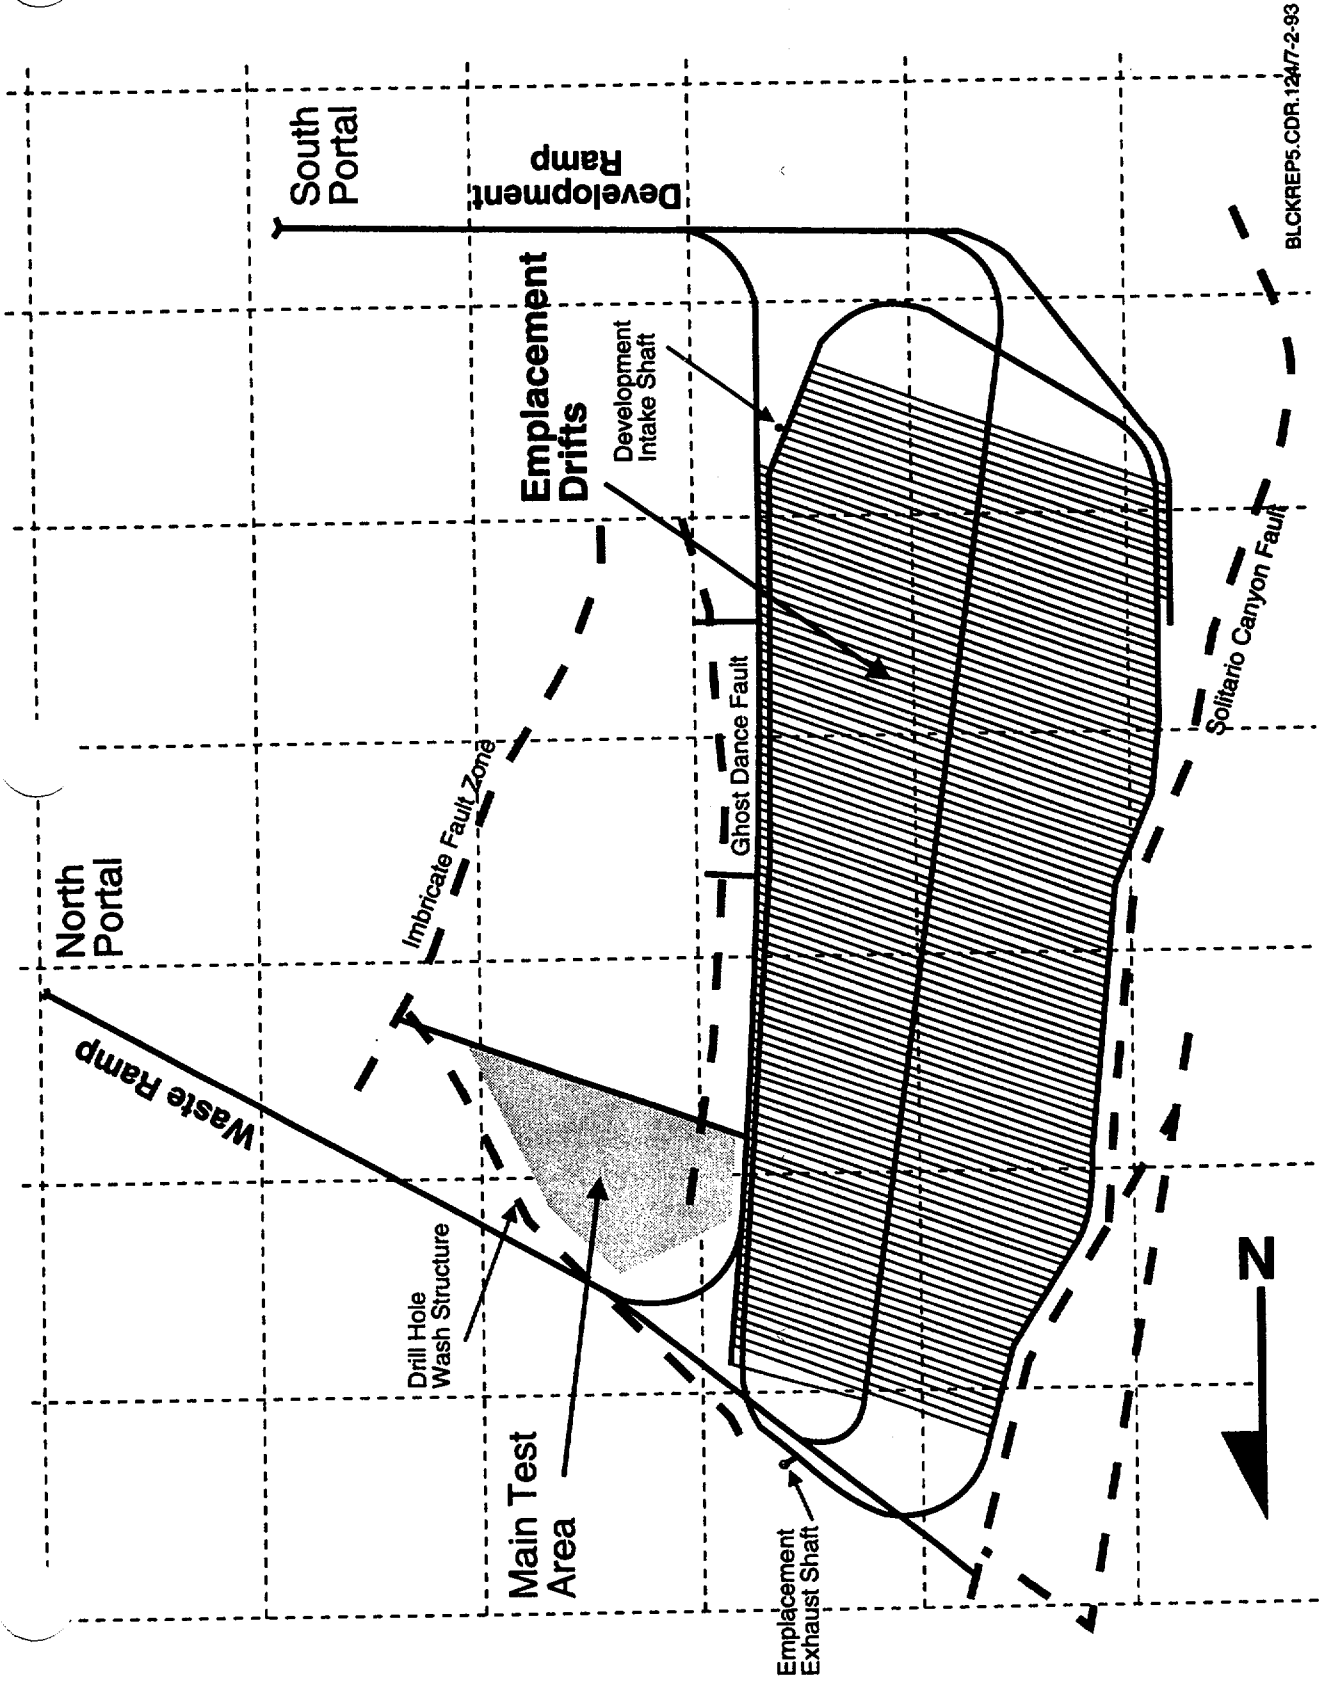 North
Portal
South
Portal
Waste Ramp
Development
Ramp
Imbricate Fault Zone
Emplacement
Drifts
Development
Intake Shaft
Ghost Dance Fault
Drill Hole
Wash Structure
Main Test
Area
Emplacement
Exhaust Shaft
Solitario Canyon Fault
N
BLCKREP5.CDR.124/7-2-93